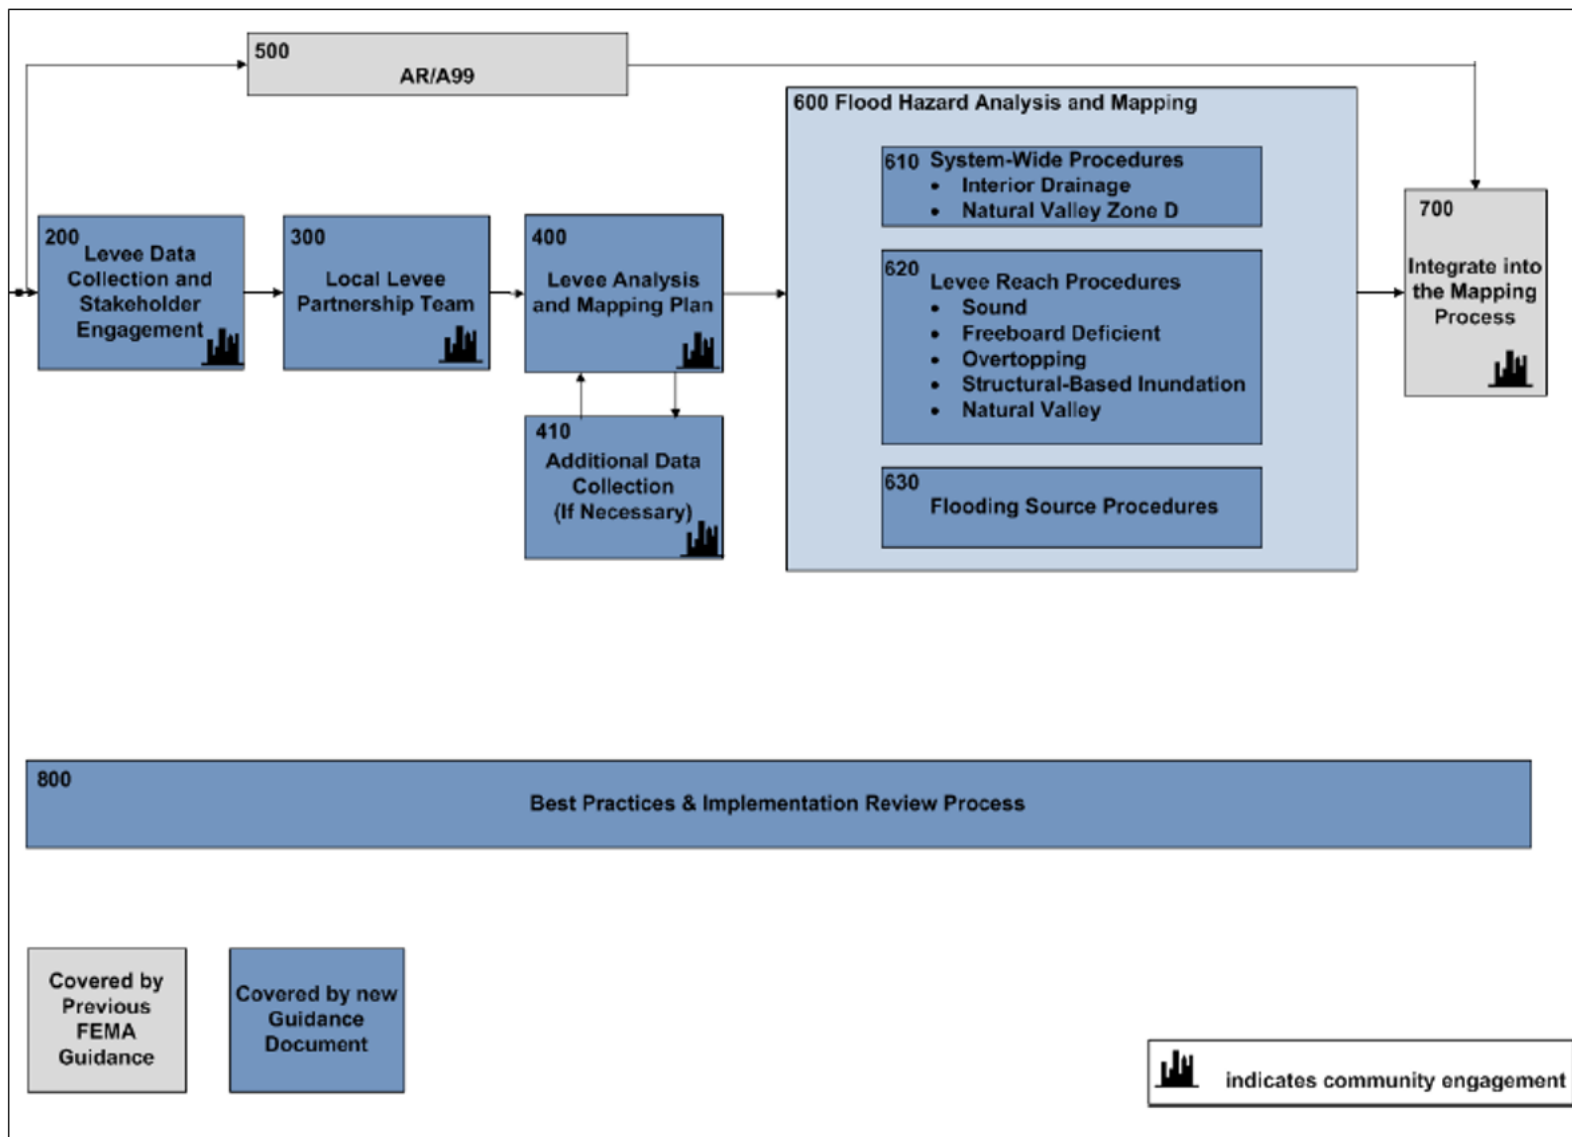 500
AR/A99
600 Flood Hazard Analysis and Mapping
610 System-Wide Procedures
• Interior Drainage
• Natural Valley Zone D
200
Levee Data
Collection and
Stakeholder
Engagement
300
Local Levee
Partnership Team
400
Levee Analysis
and Mapping Plan
410
Additional Data
Collection
(If Necessary)
620
Levee Reach Procedures
• Sound
• Freeboard Deficient
• Overtopping
• Structural-Based Inundation
• Natural Valley
630
Flooding Source Procedures
700
Integrate into
the Mapping
Process
800
Best Practices & Implementation Review Process
Covered by
Previous
FEMA
Guidance
Covered by new
Guidance
Document
indicates community engagement